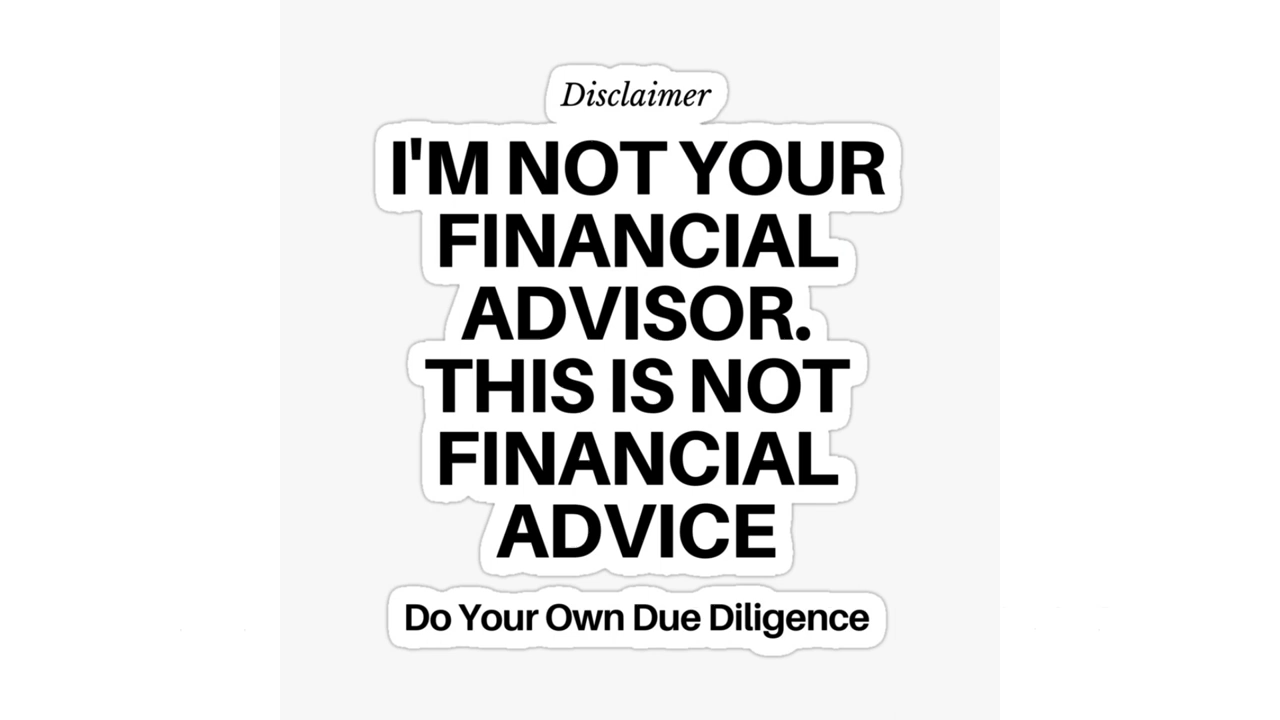 Disclaimer
I'M NOT YOUR
FINANCIAL
ADVISOR.
THIS IS NOT
FINANCIAL
ADVICE
Do Your Own Due Diligence